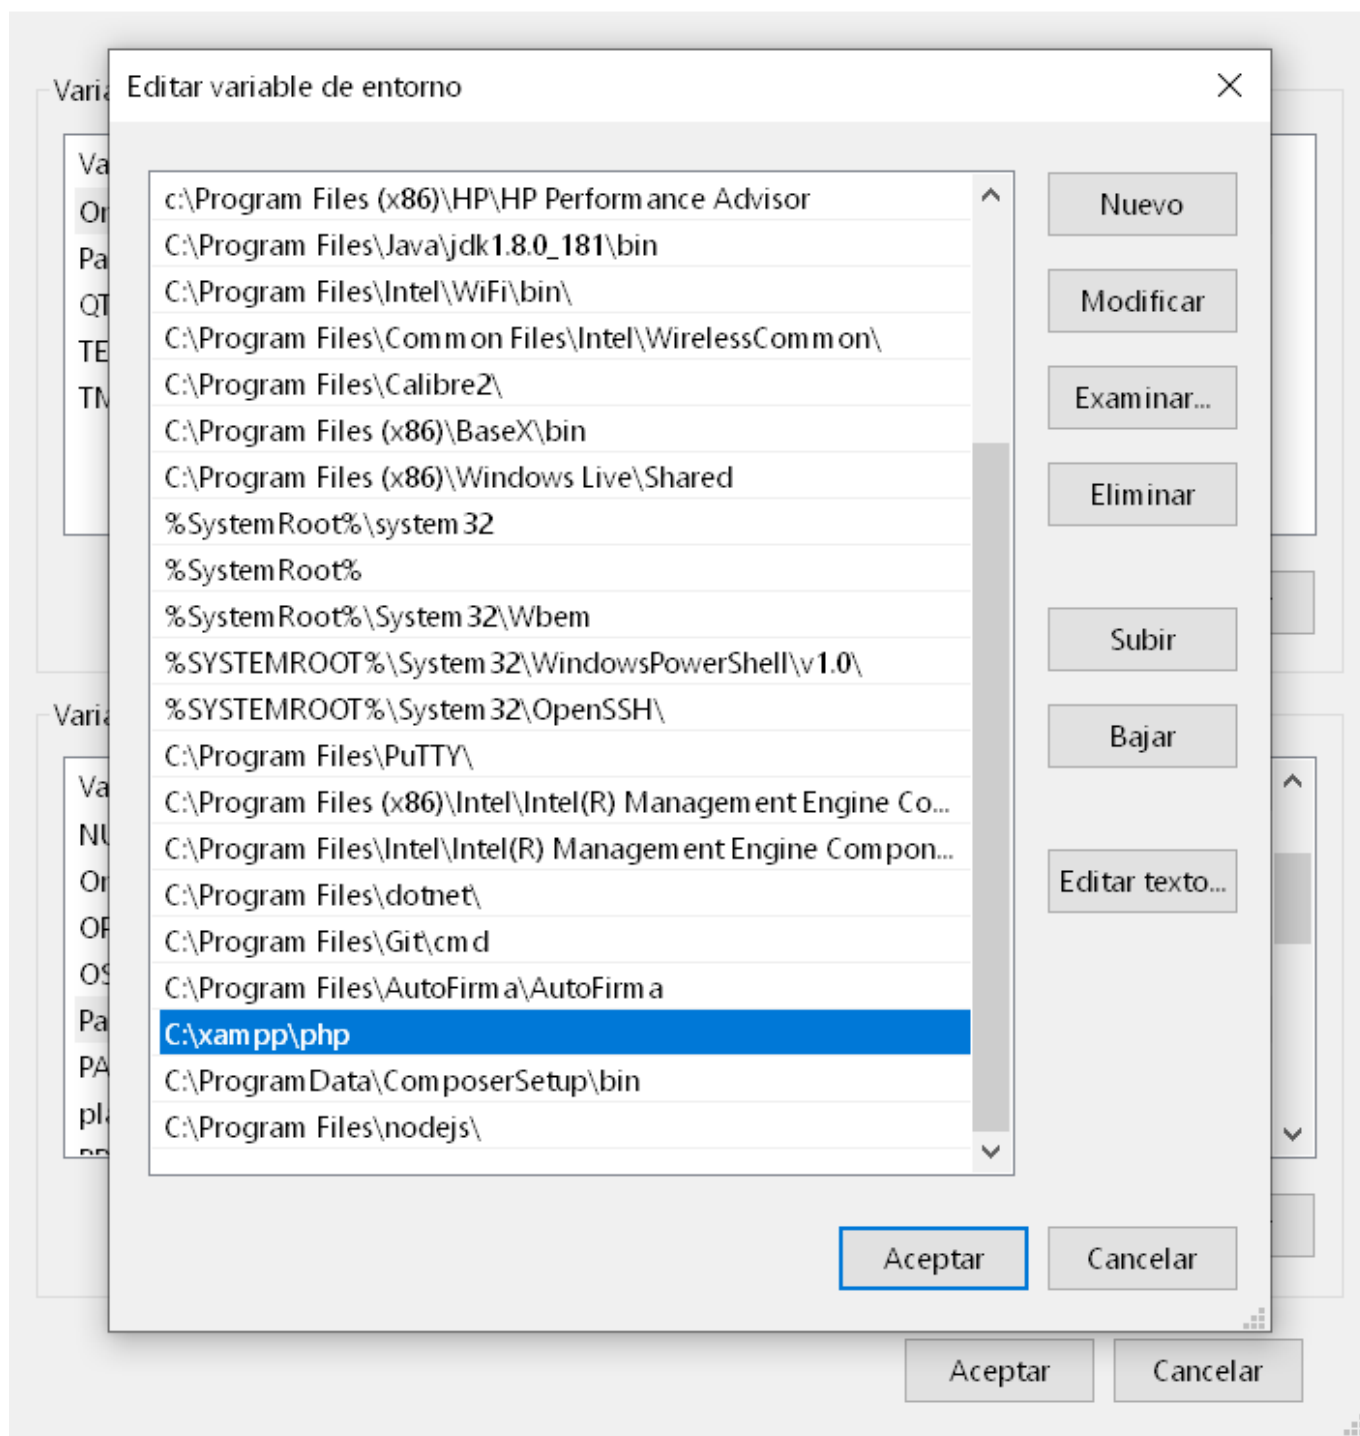 Editar variable de entorno
c:\Program Files (x86)\HP\HP Performance Advisor
C:\Program Files\Java\jdk1.8.0_181\bin
C:\Program Files\Intel\WiFi\bin\
C:\Program Files\Common Files\Intel\WirelessCommon\
C:\Program Files\Calibre2\
C:\Program Files (x86)\BaseX\bin
C:\Program Files (x86)\Windows Live\Shared
%SystemRoot%\system32
%SystemRoot%
%SystemRoot%\System32\Wbem
%SYSTEMROOT%\System32\WindowsPowerShell\v1.0\
%SYSTEMROOT%\System32\OpenSSH\
C:\Program Files\PuTTY\
C:\Program Files (x86)\Intel\Intel(R) Management Engine Co...
C:\Program Files\Intel\Intel(R) Management Engine Compon...
C:\Program Files\dotnet\
C:\Program Files\Git\cmd
C:\Program Files\AutoFirma\AutoFirma
C:\xampp\php
C:\ProgramData\ComposerSetup\bin
C:\Program Files\nodejs\
Nuevo
Modificar
Examinar...
Eliminar
Subir
Bajar
Editar texto...
Aceptar
Cancelar
Aceptar
Cancelar